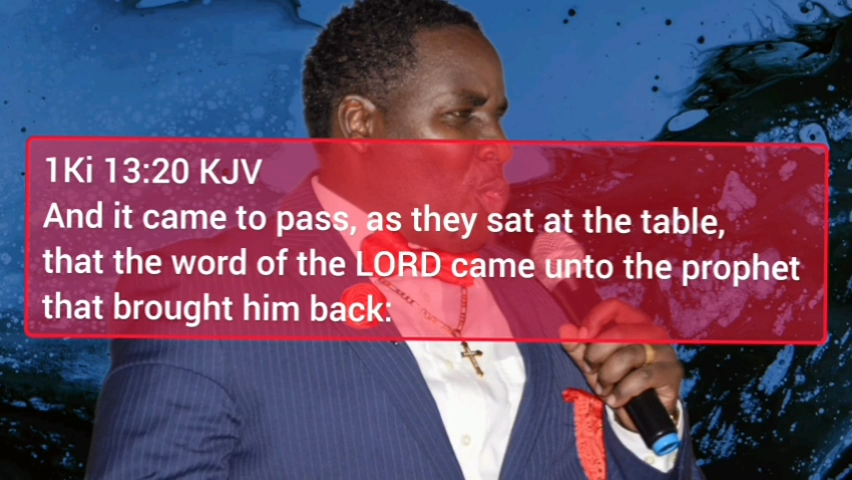 1Ki 13:20 KJV
And it came to pass, as they sat at the table,
that the word of the LORD came unto the prophet
that brought him back: